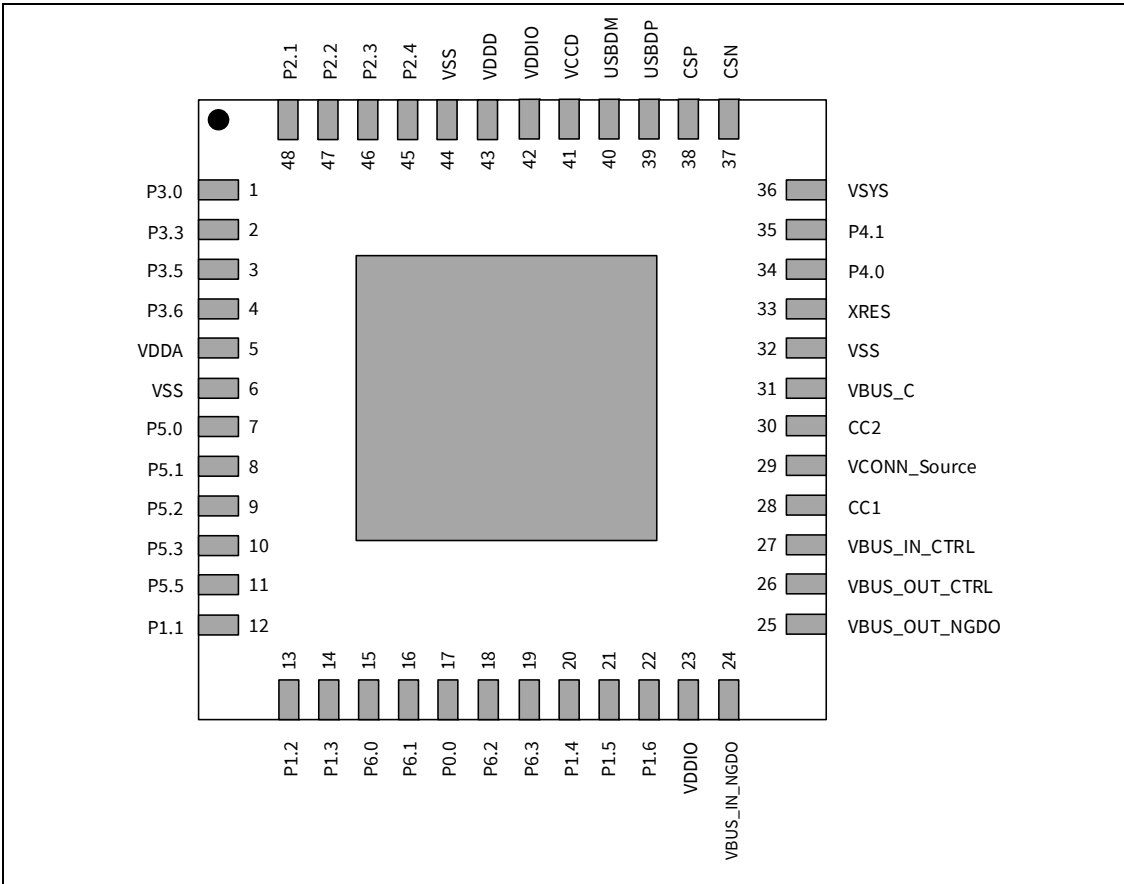 P2.1 P2.2 P2.3 P2.4 VSS VDDD VDDIO VCCD USBDM USBDP CSP CSN
48 47 46 45 44 43 42 41 40 39 38 37
P3.0 1 36 VSYS
P3.3 2 35 P4.1
P3.5 3 34 P4.0
P3.6 4 33 XRES
VDDA 5 32 VSS
VSS 6 31 VBUS_C
P5.0 7 30 CC2
P5.1 8 29 VCONN_Source
P5.2 9 28 CC1
P5.3 10 27 VBUS_IN_CTRL
P5.5 11 26 VBUS_OUT_CTRL
P1.1 12 25 VBUS_OUT_NGDO
13 14 15 16 17 18 19 20 21 22 23 24
P1.2 P1.3 P6.0 P6.1 P0.0 P6.2 P6.3 P1.4 P1.5 P1.6 VDDIO VBUS_IN_NGDO